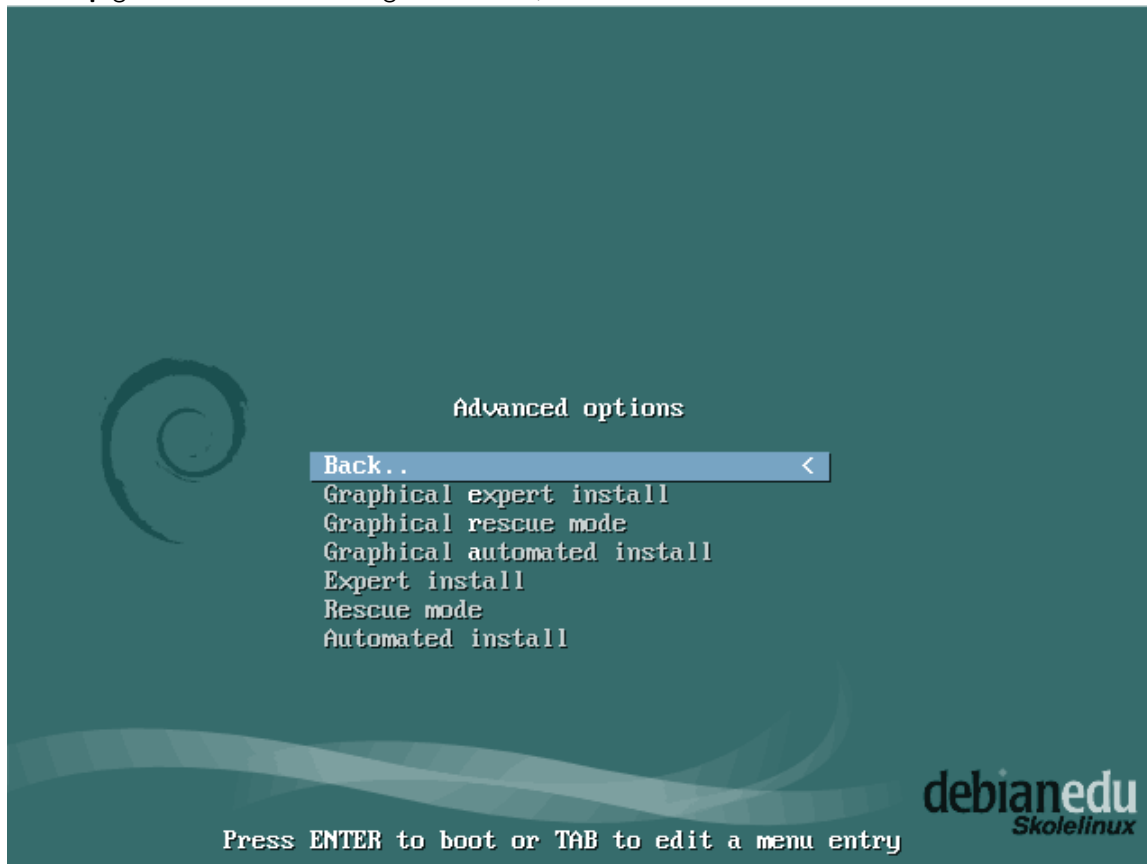 Advanced options
Back.. <
Graphical expert install
Graphical rescue mode
Graphical automated install
Expert install
Rescue mode
Automated install
debianedu
Skolelinux
Press ENTER to boot or TAB to edit a menu entry